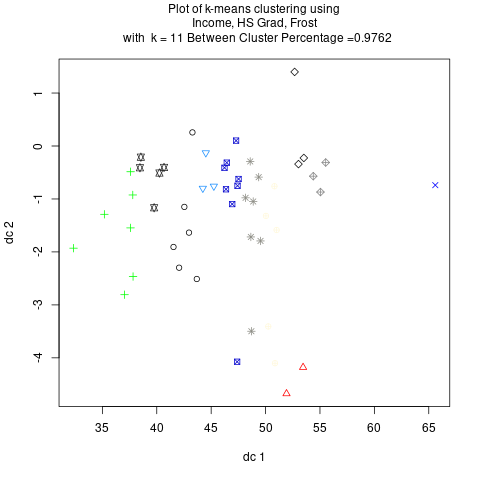 Plot of k-means clustering using
Income, HS Grad, Frost
with k = 11 Between Cluster Percentage =0.9762
1
0
-1
-2
-3
-4
dc 2
35 40 45 50 55 60 65
dc 1